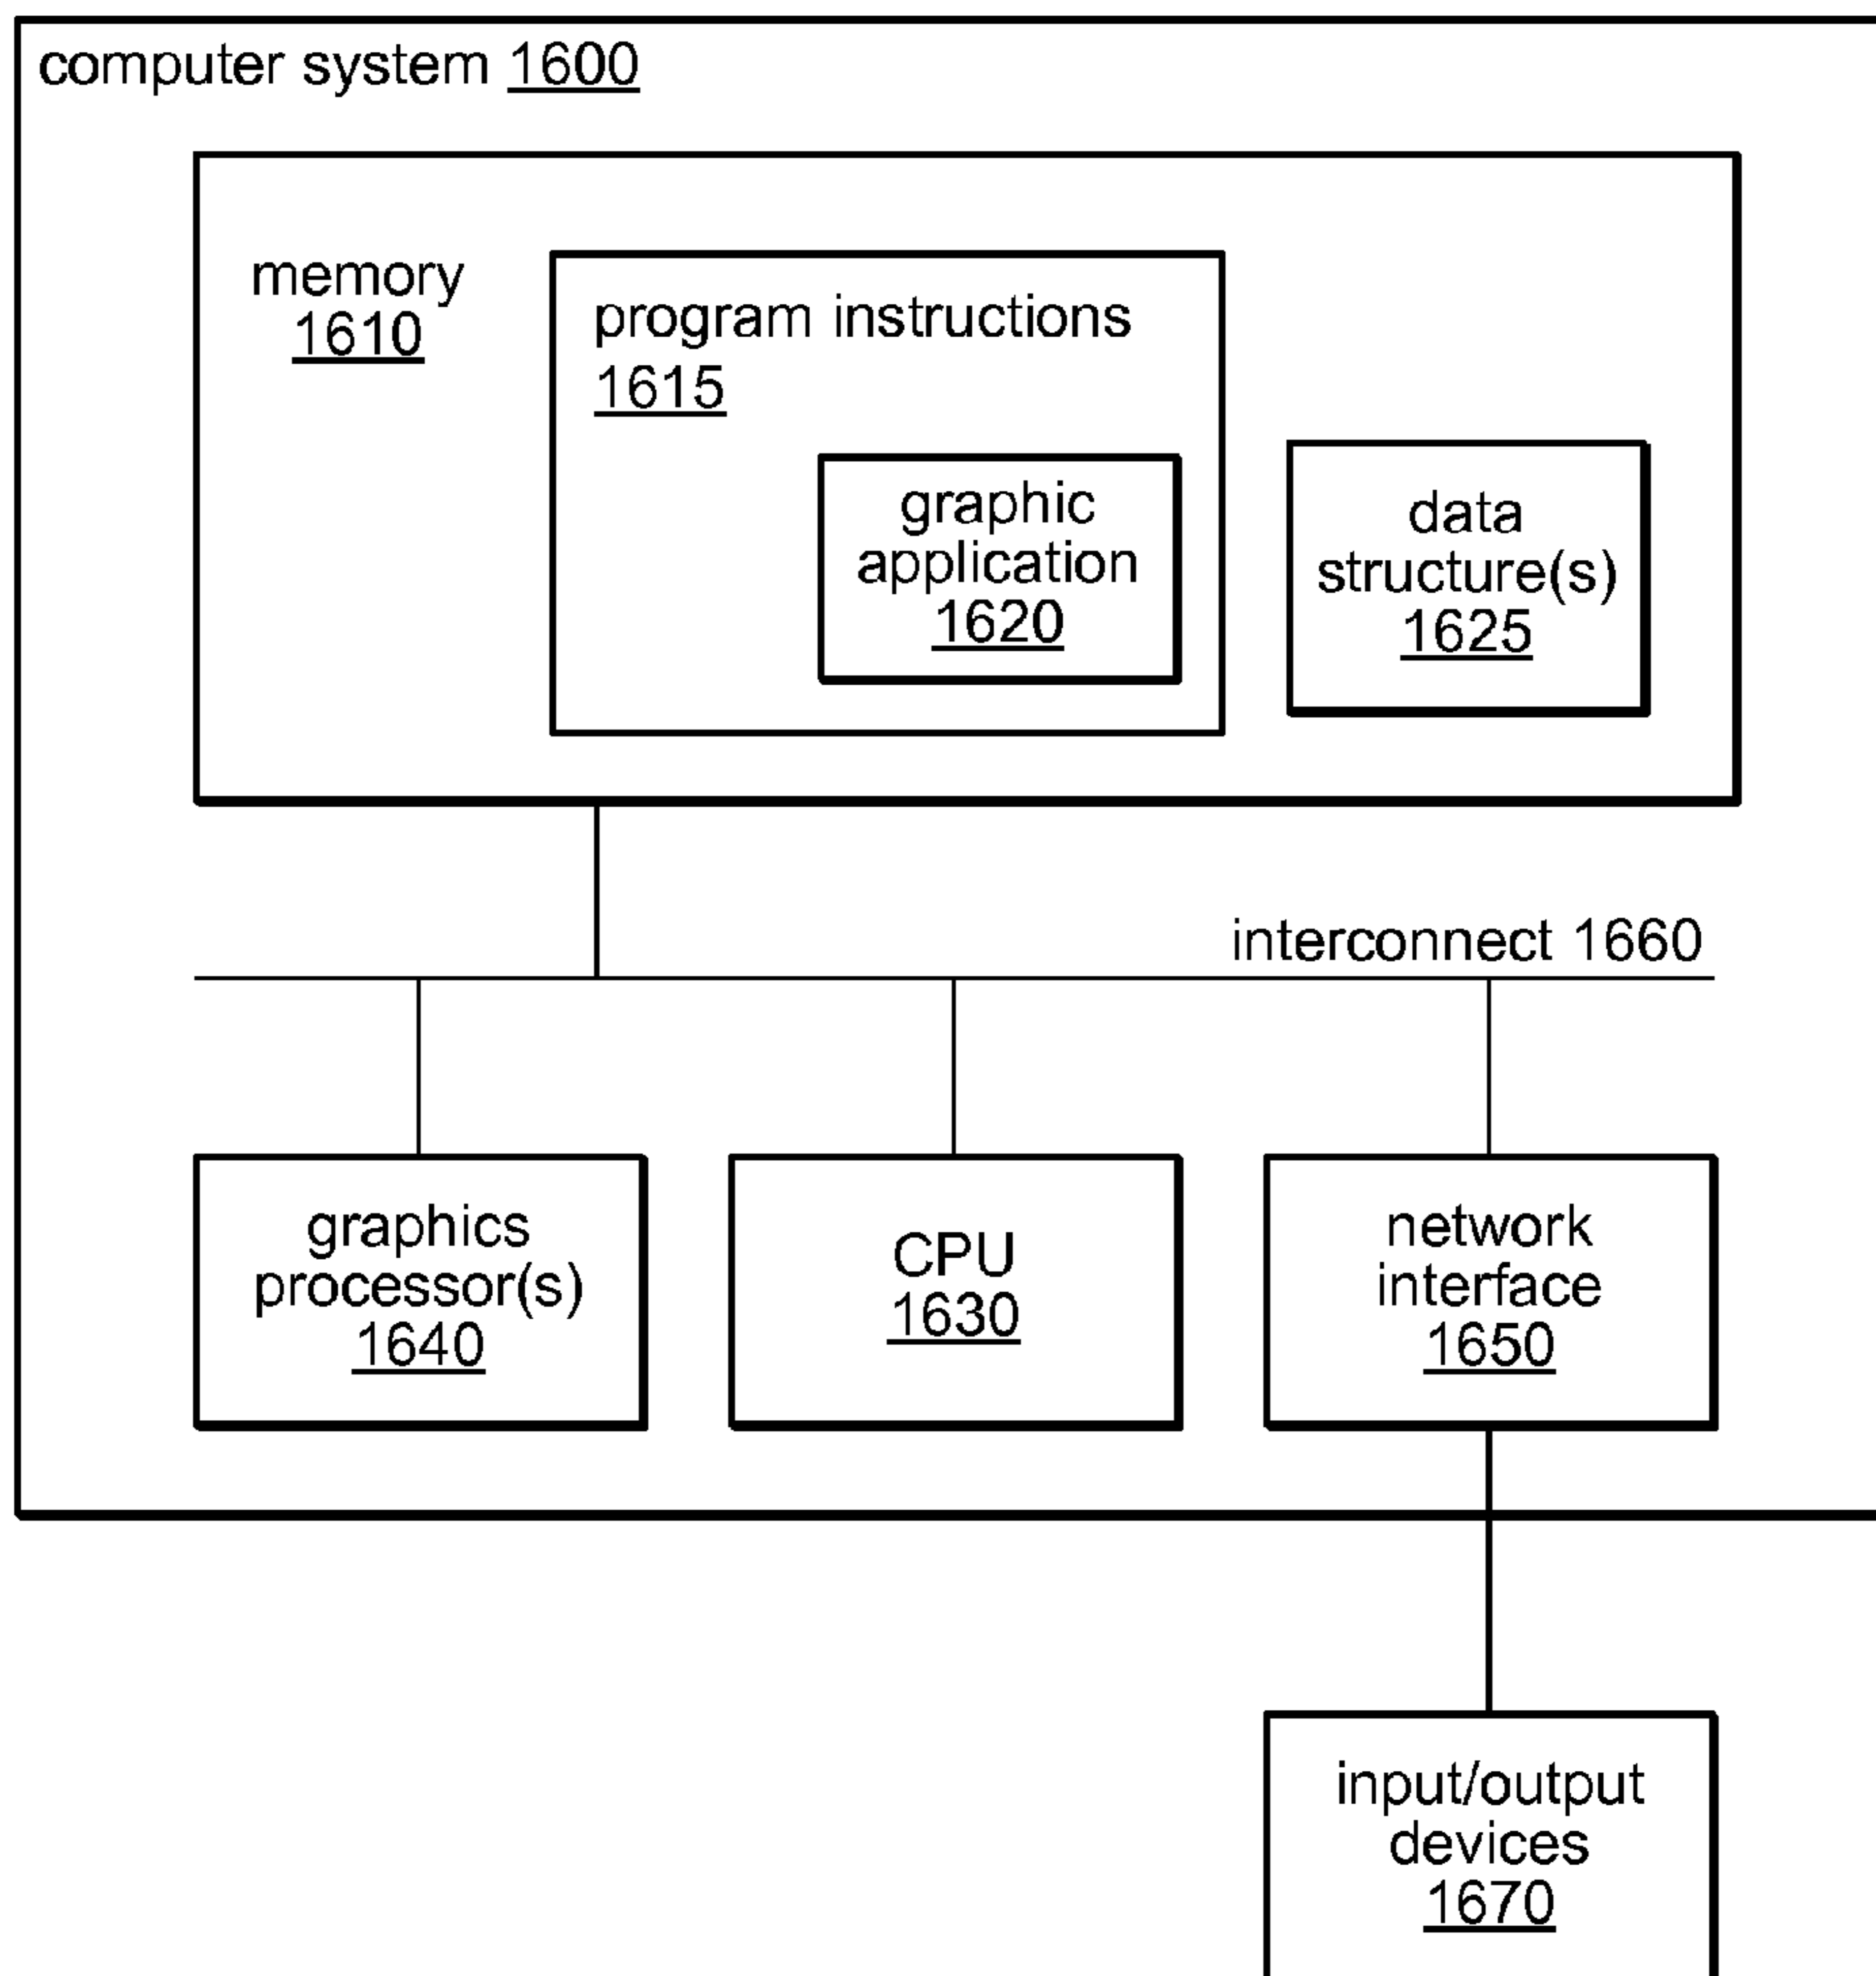 computer system 1600
memory
1610
program instructions
1615
graphic
application
1620
data
structure(s)
1625
interconnect 1660
graphics
processor(s)
1640
CPU
1630
network
interface
1650
input/output
devices
1670